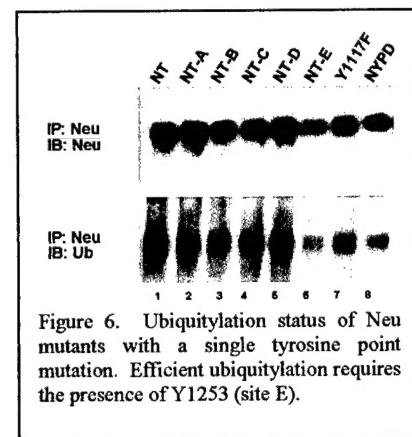 NT NT-A NT-B NT-C NT-D NT-E Y1117F NYPD
IP: Neu
IB: Neu
IP: Neu
IB: Ub
1 2 3 4 5 6 7 8
Figure 6. Ubiquitylation status of Neu
mutants with a single tyrosine point
mutation. Efficient ubiquitylation requires
the presence of Y1253 (site E).